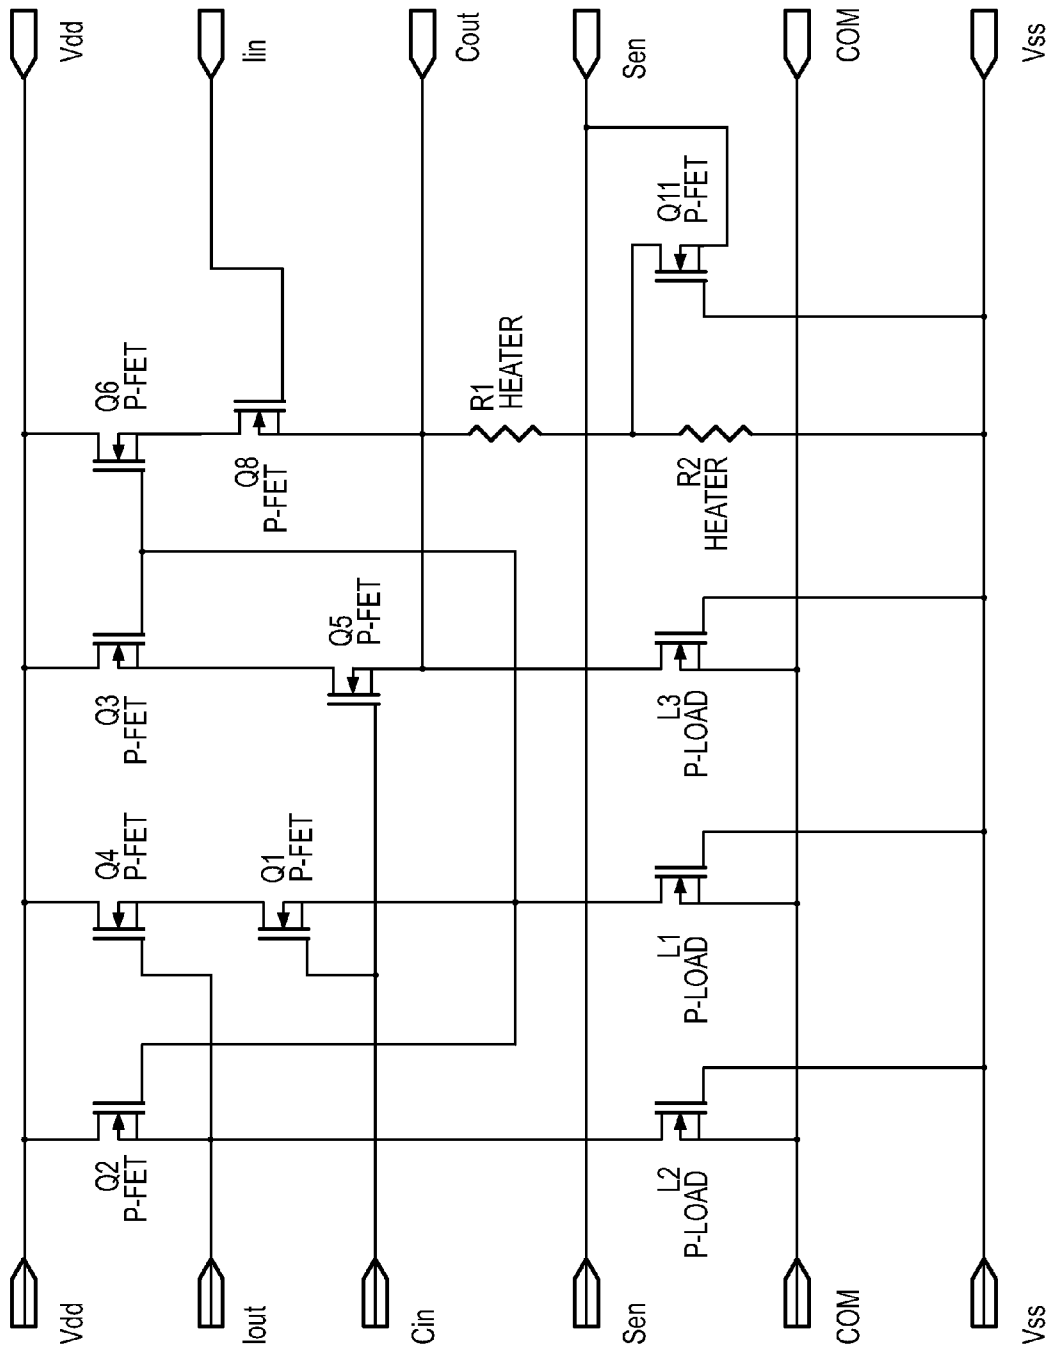 Vdd
Iin
Cout
Sen
COM
Vss
Q6
P-FET
Q8
P-FET
R1
HEATER
Q11
P-FET
R2
HEATER
Q3
P-FET
Q5
P-FET
L3
P-LOAD
Q4
P-FET
Q1
P-FET
L1
P-LOAD
Q2
P-FET
L2
P-LOAD
Vdd
Iout
Cin
Sen
COM
Vss